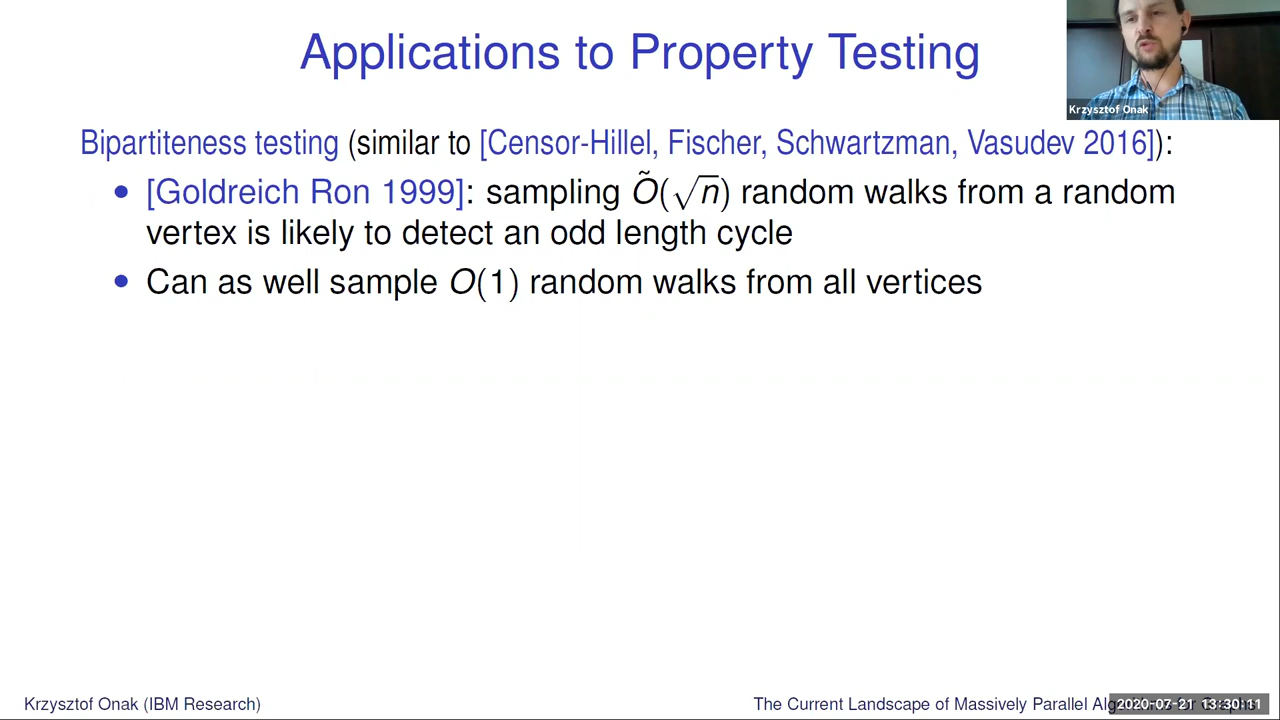 Applications to Property Testing
Krzysztof Onak
Bipartiteness testing (similar to [Censor-Hillel, Fischer, Schwartzman, Vasudev 2016]):
• [Goldreich Ron 1999]: sampling Õ(√n) random walks from a random
vertex is likely to detect an odd length cycle
• Can as well sample O(1) random walks from all vertices
Krzysztof Onak (IBM Research)
The Current Landscape of Massively Parallel
2020-07-21 13:30:11